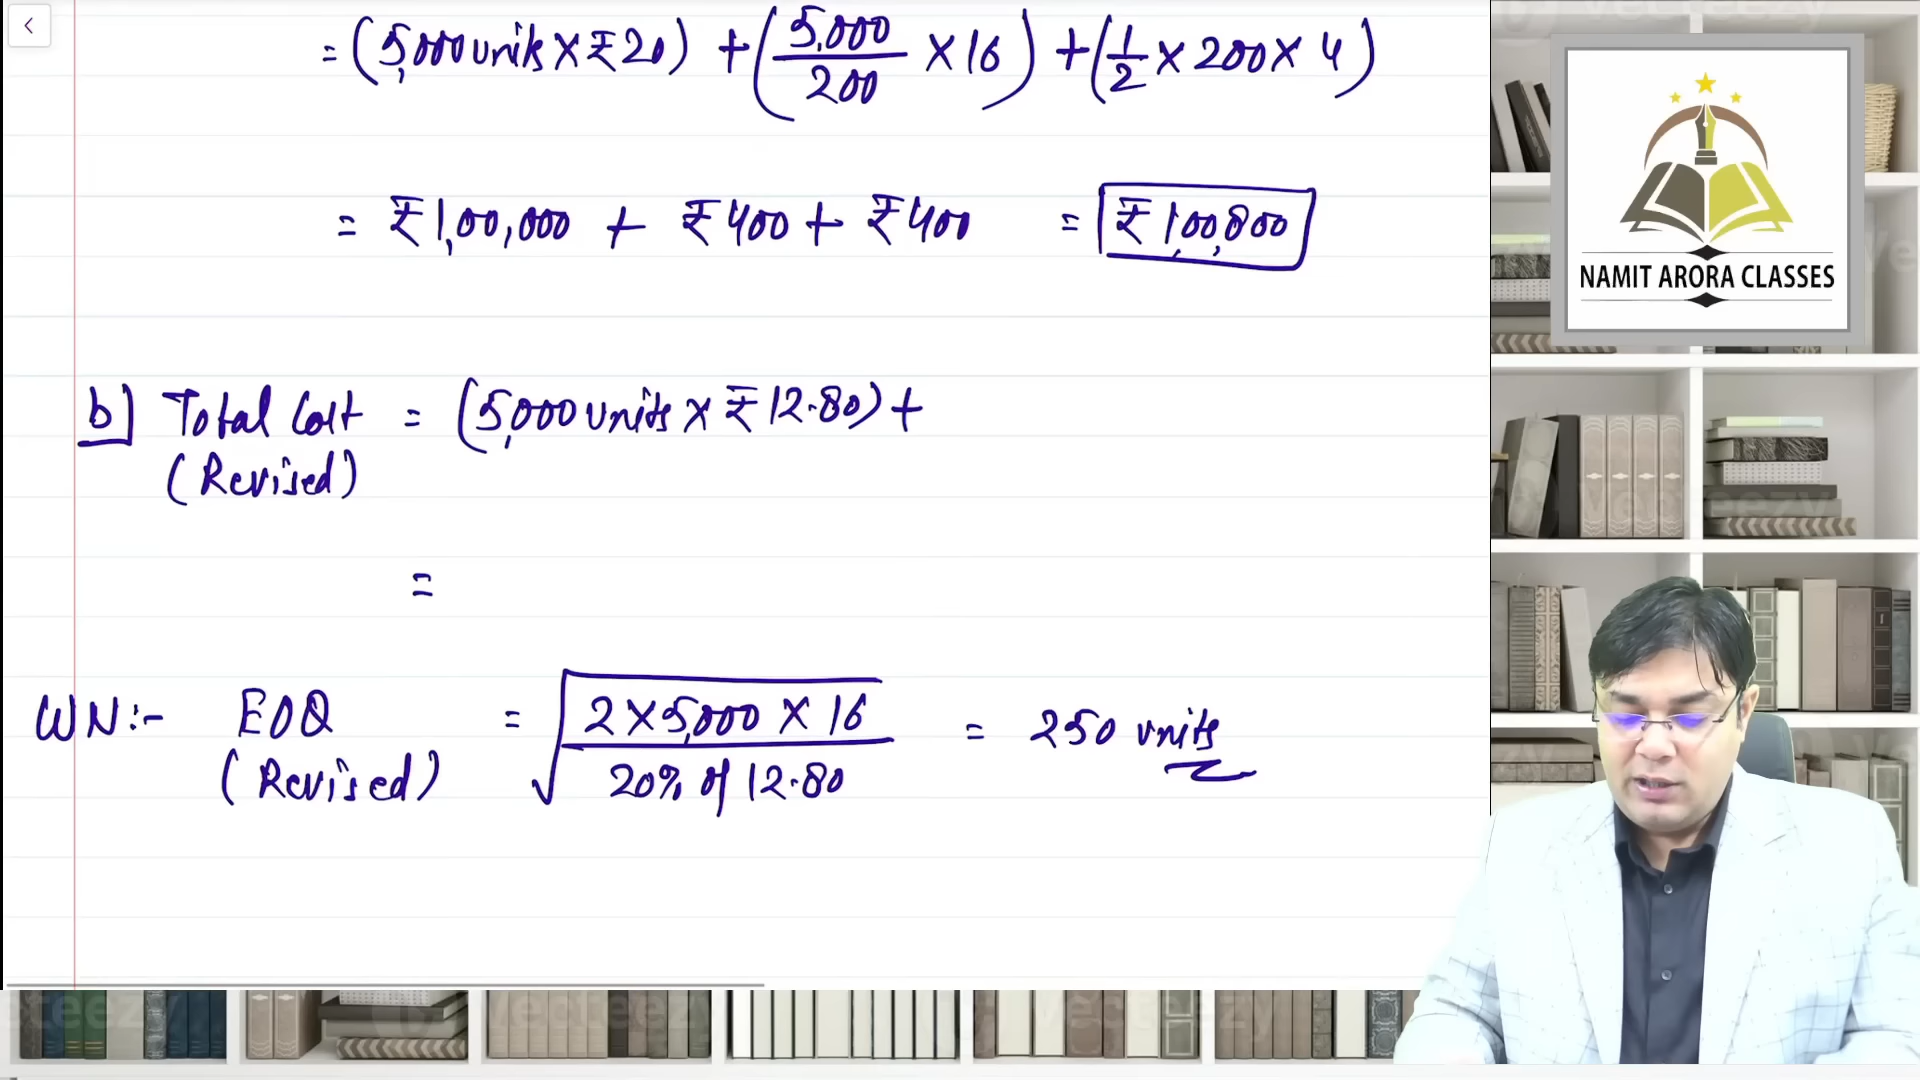 = (5,000 units × ₹20) + (5,000/200 × 16) + (1/2 × 200 × 4)
= ₹1,00,000 + ₹400 + ₹400 = ₹1,00,800
NAMIT ARORA CLASSES
b] Total Cost = (5,000 units × ₹12.80) +
(Revised)
=
WN:- EOQ = √(2 × 5,000 × 16 / 20% of 12.80) = 250 units
(Revised)